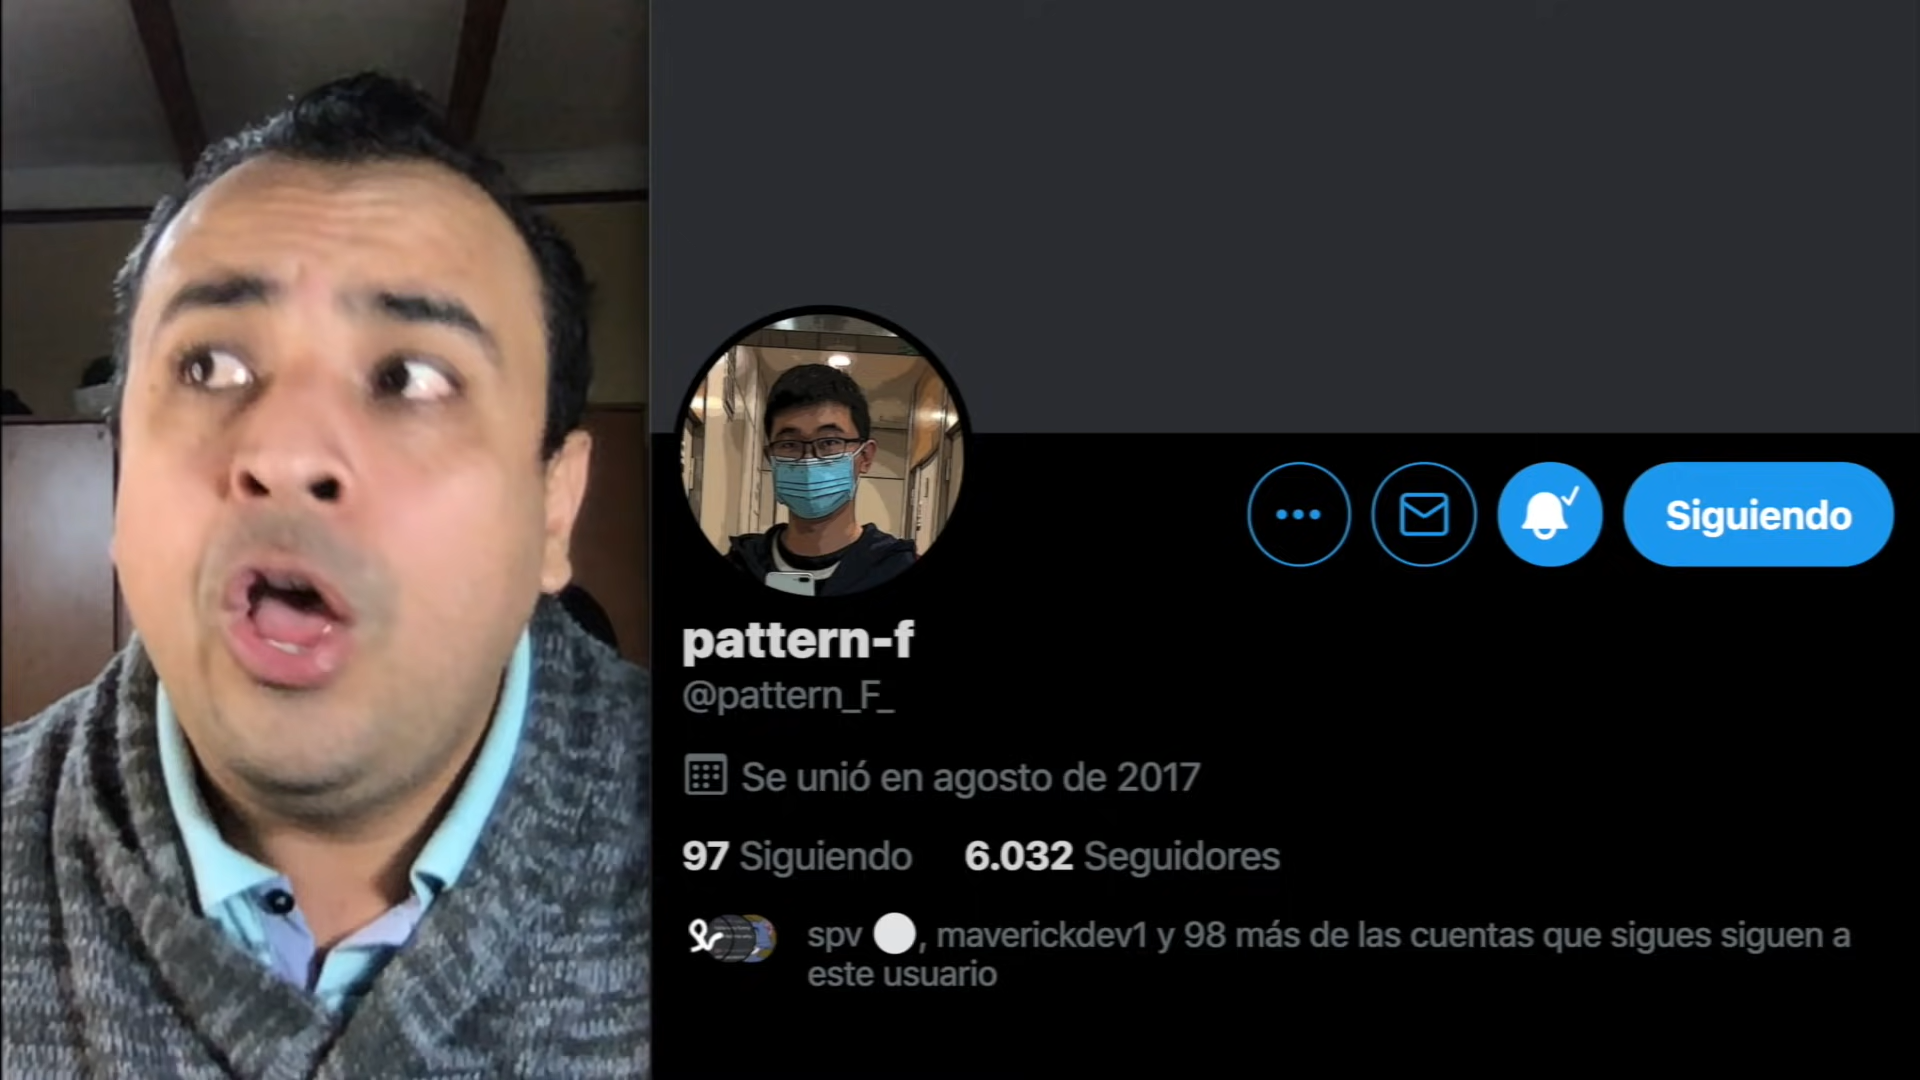 Siguiendo
pattern-f
@pattern_F_
Se unió en agosto de 2017
97 Siguiendo 6.032 Seguidores
spv , maverickdev1 y 98 más de las cuentas que sigues siguen a
este usuario